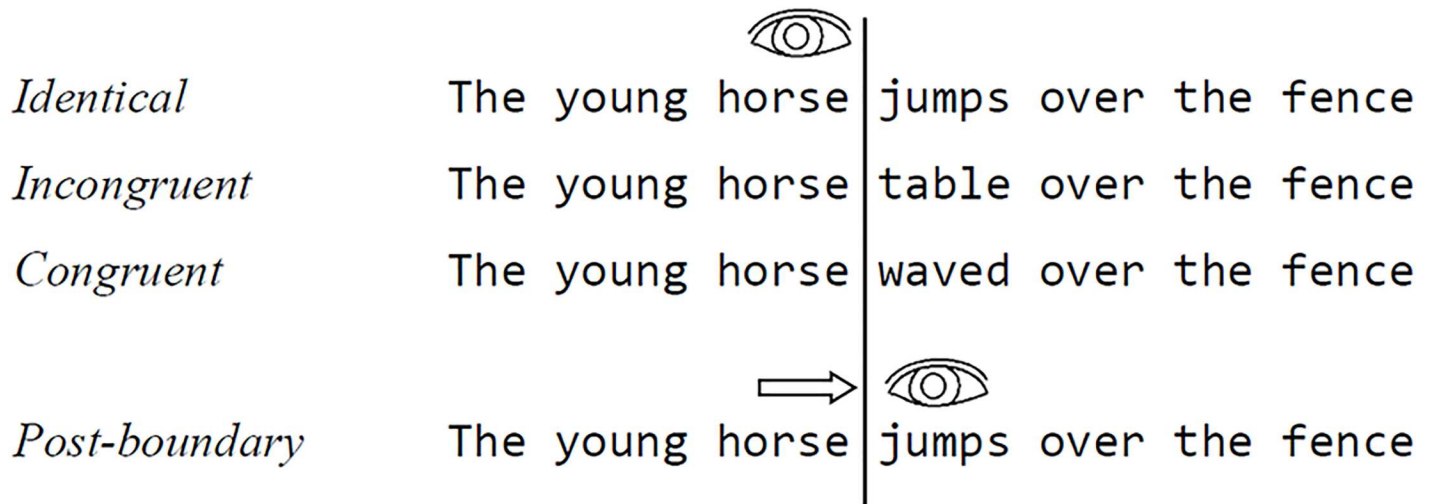 Identical The young horse jumps over the fence
Incongruent The young horse table over the fence
Congruent The young horse waved over the fence
Post-boundary The young horse jumps over the fence